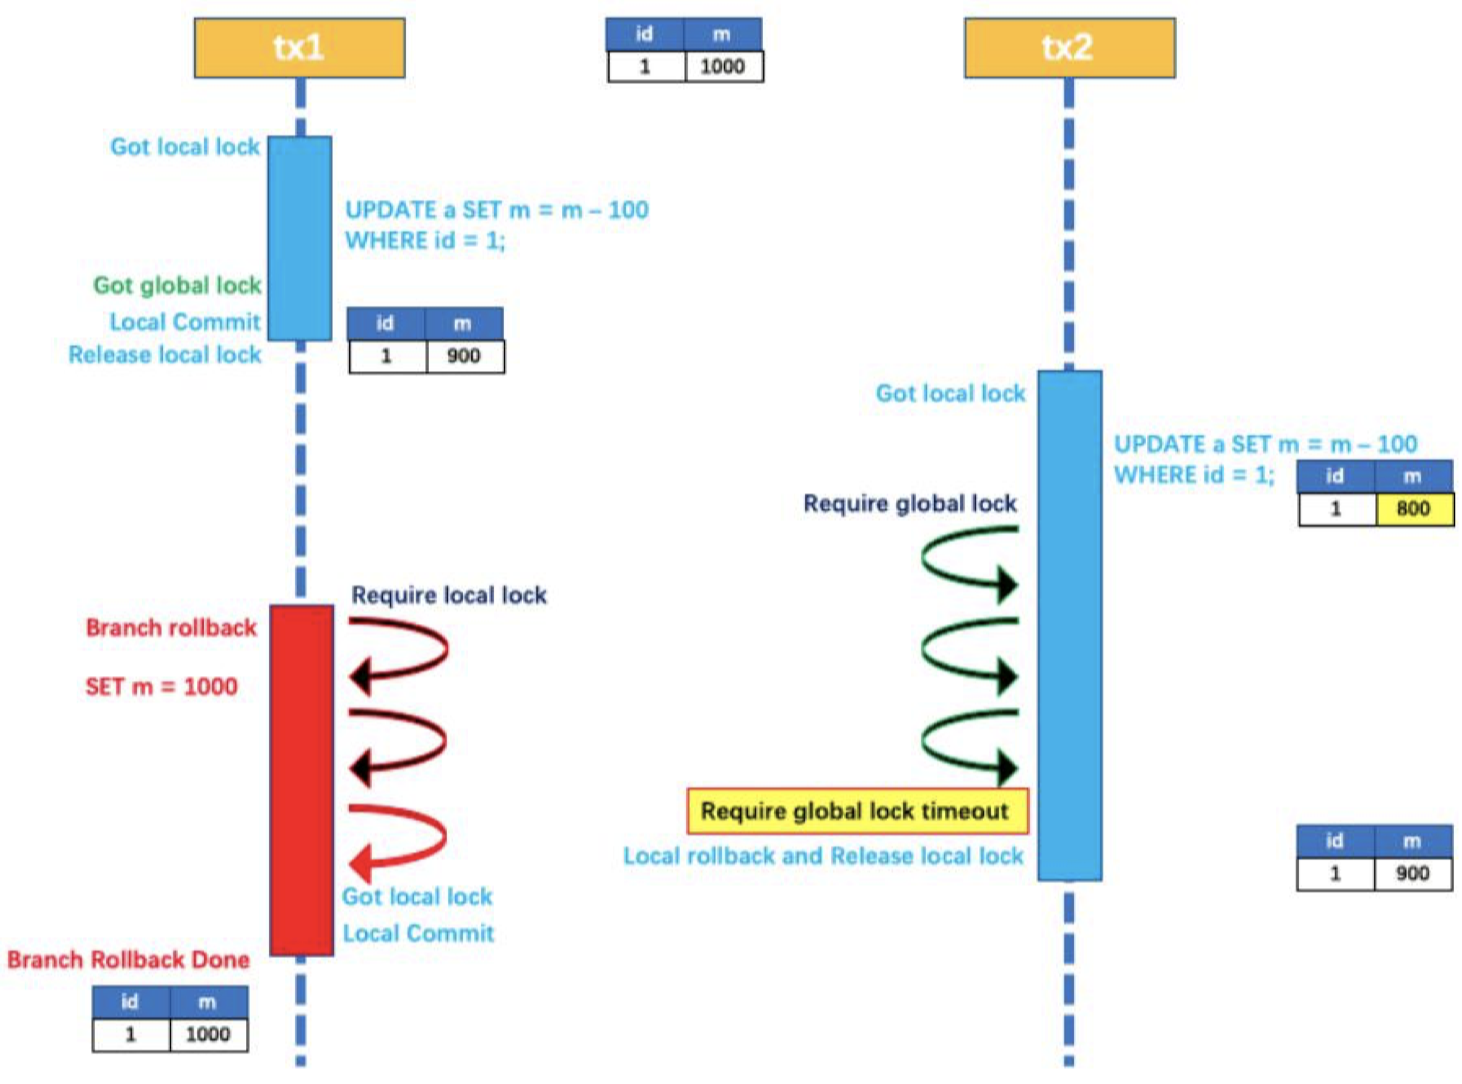 tx1
id m
1 1000
tx2
Got local lock
UPDATE a SET m = m – 100
WHERE id = 1;
Got global lock
Local Commit
Release local lock
id m
1 900
Got local lock
UPDATE a SET m = m – 100
WHERE id = 1;
id m
1 800
Require global lock
Require local lock
Branch rollback
SET m = 1000
Require global lock timeout
Local rollback and Release local lock
id m
1 900
Got local lock
Local Commit
Branch Rollback Done
id m
1 1000